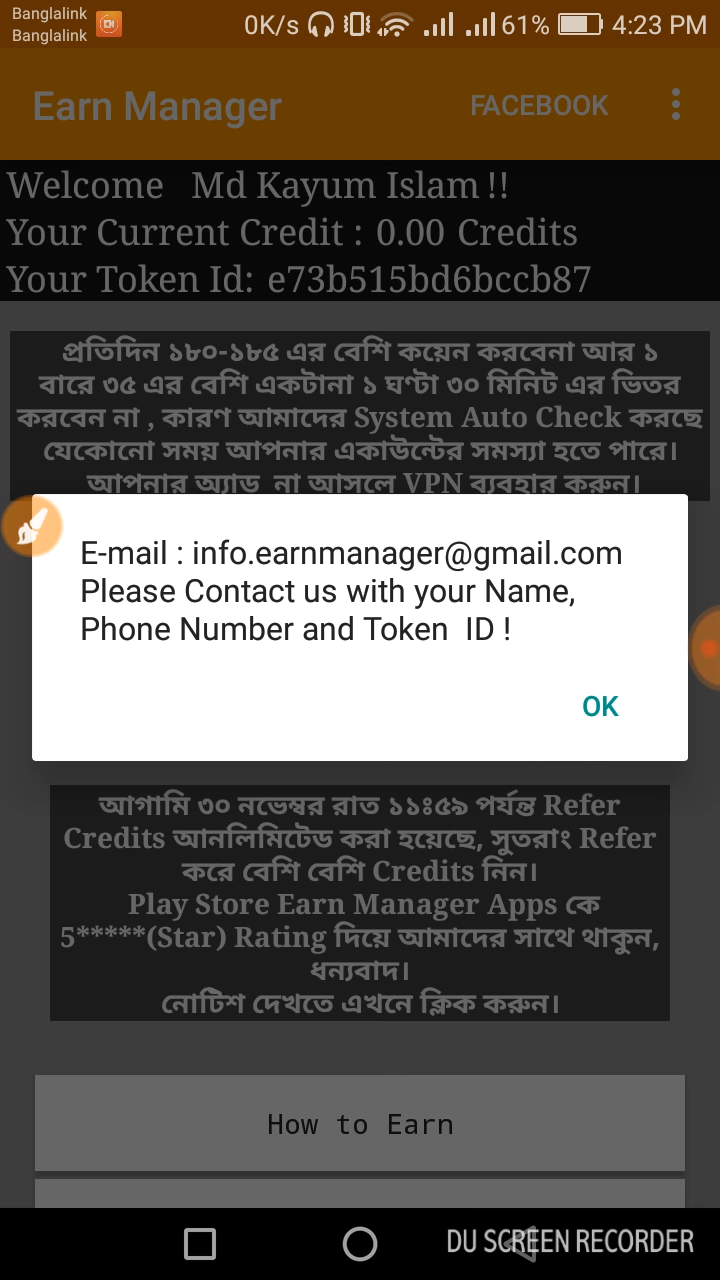 Banglalink
Banglalink
0K/s
61%
4:23 PM
Earn Manager
FACEBOOK
Welcome Md Kayum Islam !!
Your Current Credit : 0.00 Credits
Your Token Id: e73b515bd6bccb87
প্রতিদিন ১৮০-১৮৫ এর বেশি কয়েন করবেনা আর ১
বারে ৩৫ এর বেশি একটানা ১ ঘণ্টা ৩০ মিনিট এর ভিতর
করবেন না , কারণ আমাদের System Auto Check করছে
যেকোনো সময় আপনার একাউন্টের সমস্যা হতে পারে।
আপনার অ্যাড না আসলে VPN ব্যবহার করুন।
E-mail : info.earnmanager@gmail.com
Please Contact us with your Name,
Phone Number and Token ID !
OK
আগামি ৩০ নভেম্বর রাত ১১ঃ৫৯ পর্যন্ত Refer
Credits আনলিমিটেড করা হয়েছে, সুতরাং Refer
করে বেশি বেশি Credits নিন।
Play Store Earn Manager Apps কে
5*****(Star) Rating দিয়ে আমাদের সাথে থাকুন,
ধন্যবাদ।
নোটিশ দেখতে এখনে ক্লিক করুন।
How to Earn
DU SCREEN RECORDER